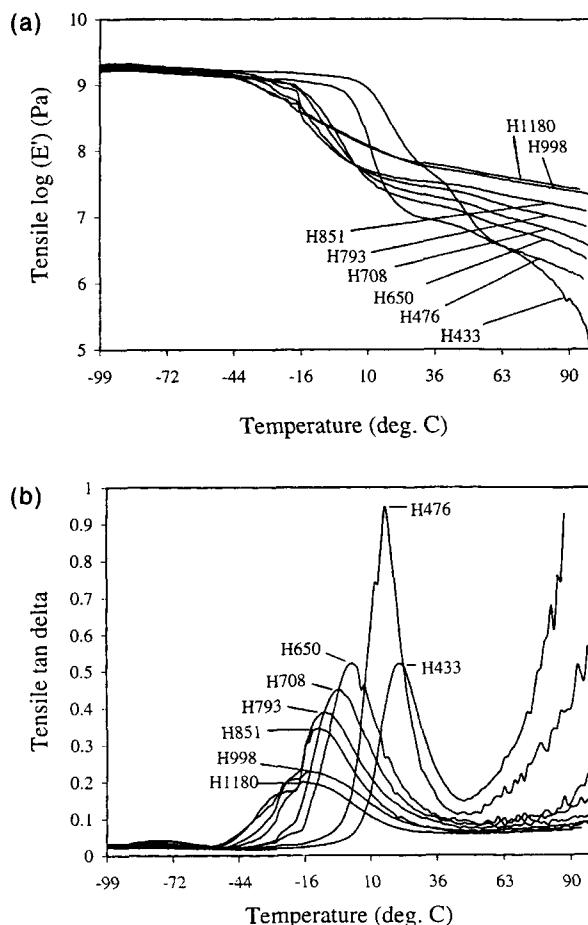 (a)
10
9
8
7
6
5
Tensile log (E') (Pa)
H1180
H998
H851
H793
H708
H650
H476
H433
-99 -72 -44 -16 10 36 63 90
Temperature (deg. C)
(b)
1
0.9
0.8
0.7
0.6
0.5
0.4
0.3
0.2
0.1
0
Tensile tan delta
H476
H650
H433
H708
H793
H851
H998
H1180
-99 -72 -44 -16 10 36 63 90
Temperature (deg. C)